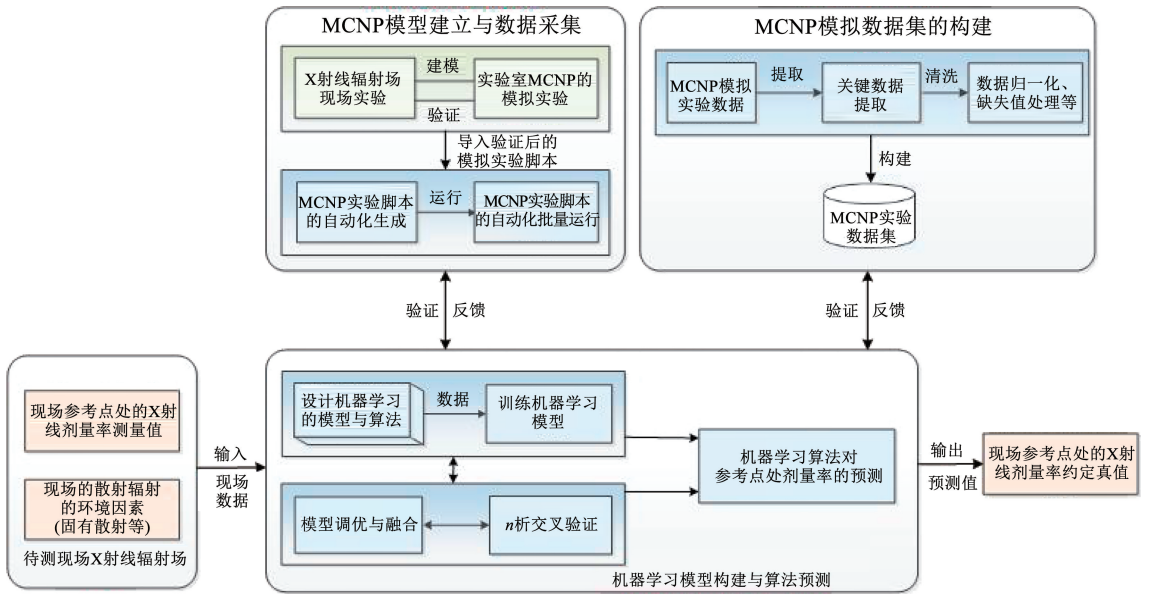 MCNP模型建立与数据采集
X射线辐射场
现场实验
建模
验证
实验室MCNP的
模拟实验
导入验证后的
模拟实验脚本
MCNP实验脚本
的自动化生成
运行
MCNP实验脚本
的自动化批量运行
MCNP模拟数据集的构建
MCNP模拟
实验数据
提取
关键数据
提取
清洗
数据归一化、
缺失值处理等
构建
MCNP实验
数据集
验证
反馈
验证
反馈
现场参考点处的X射
线剂量率测量值
现场的散射辐射
的环境因素
(固有散射等)
待测现场X射线辐射场
输入
现场
数据
设计机器学习
的模型与算法
数据
训练机器学习
模型
模型调优与融合
n析交叉验证
机器学习算法对
参考点处剂量率的预测
机器学习模型构建与算法预测
输出
预测值
现场参考点处的X射
线剂量率约定真值